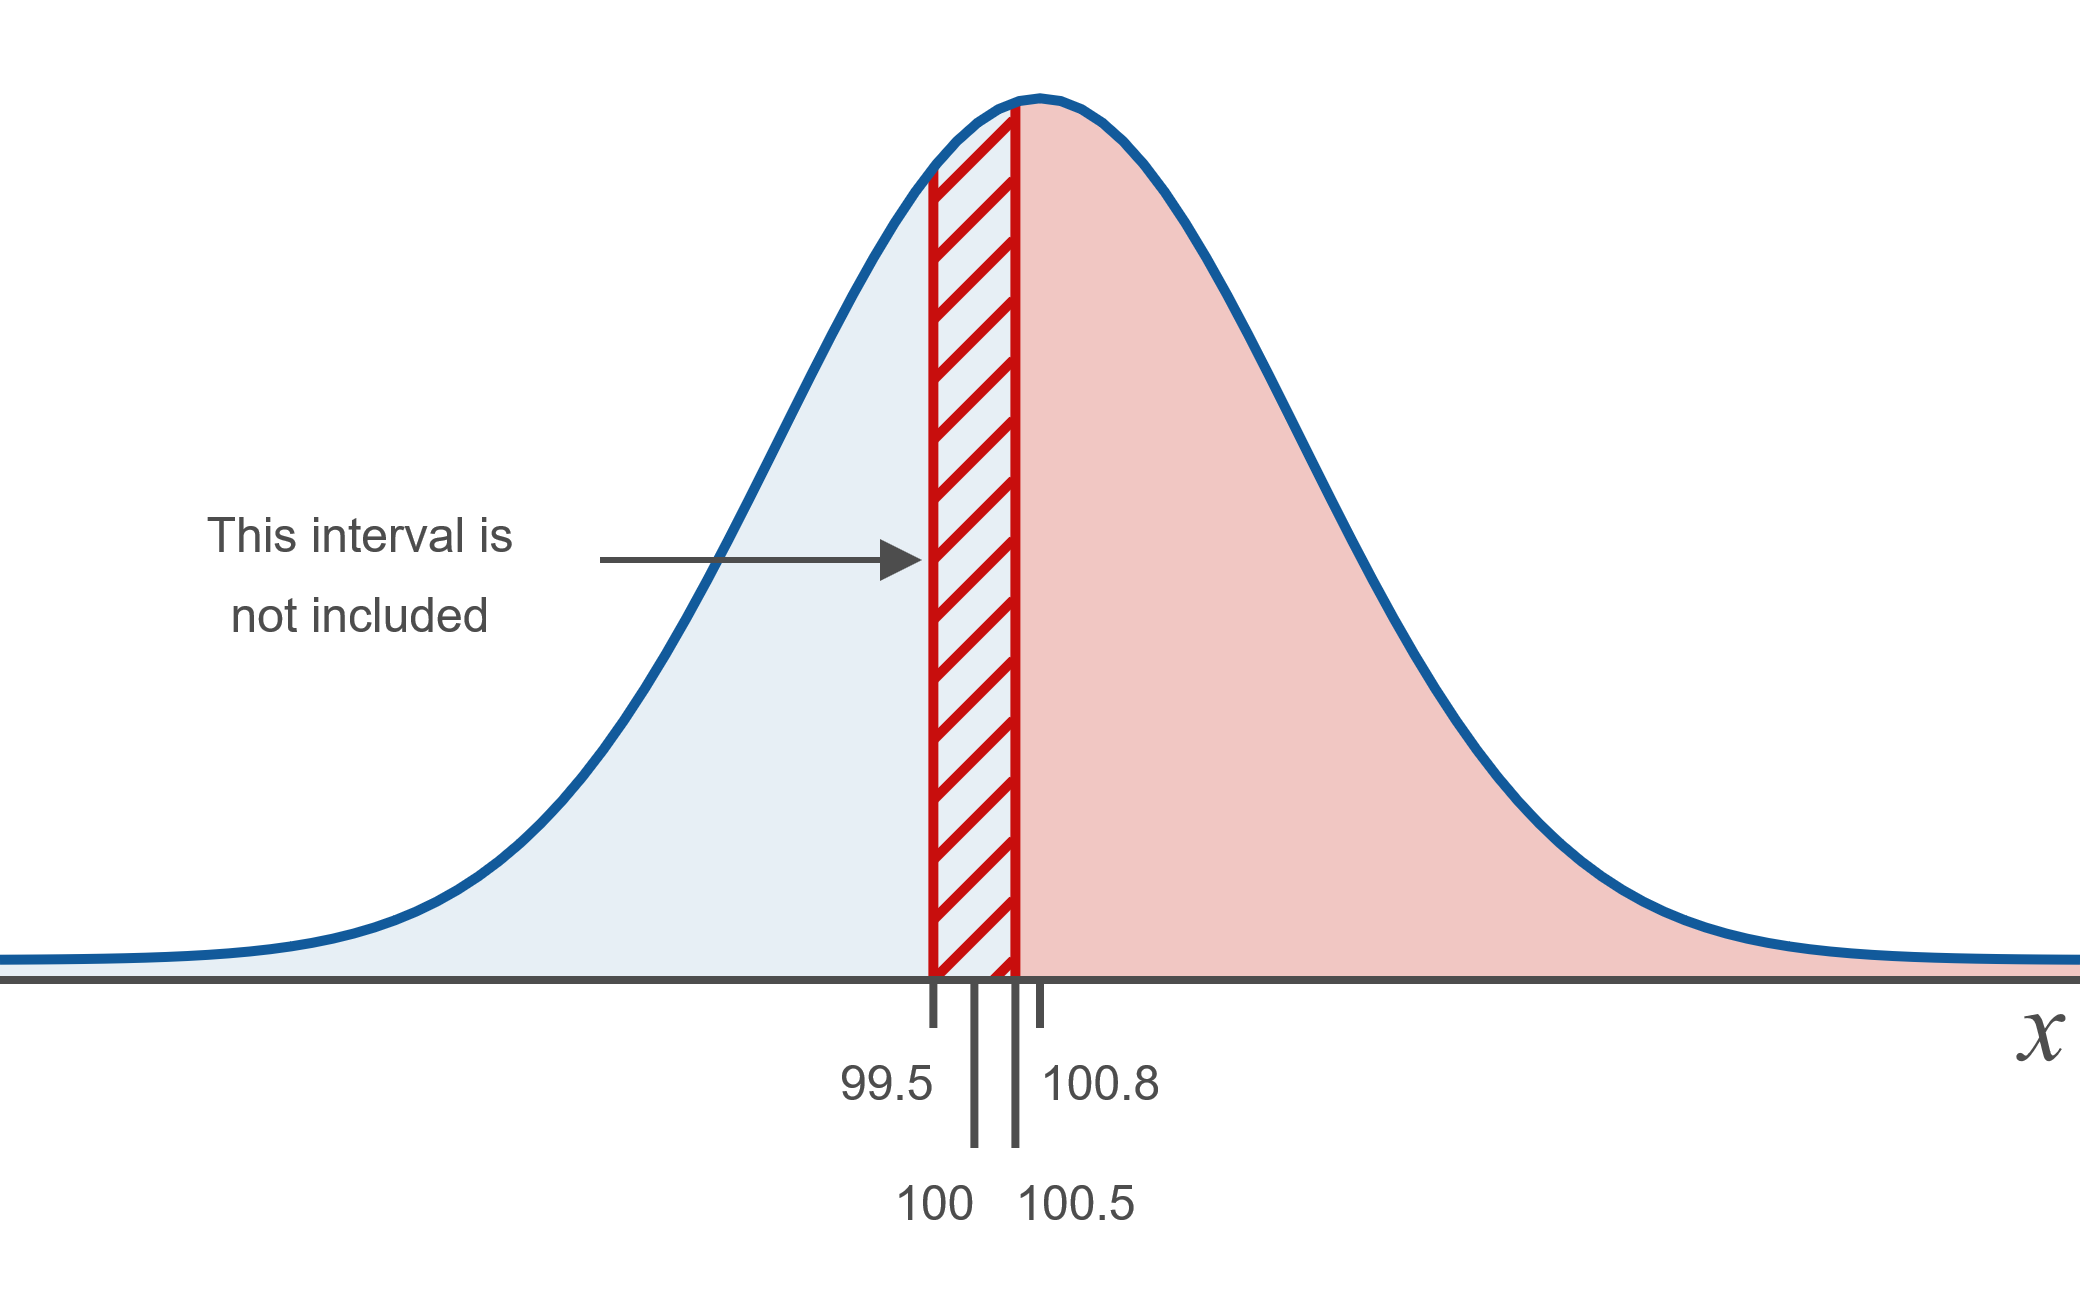 This interval is
not included
x
99.5
100.8
100
100.5